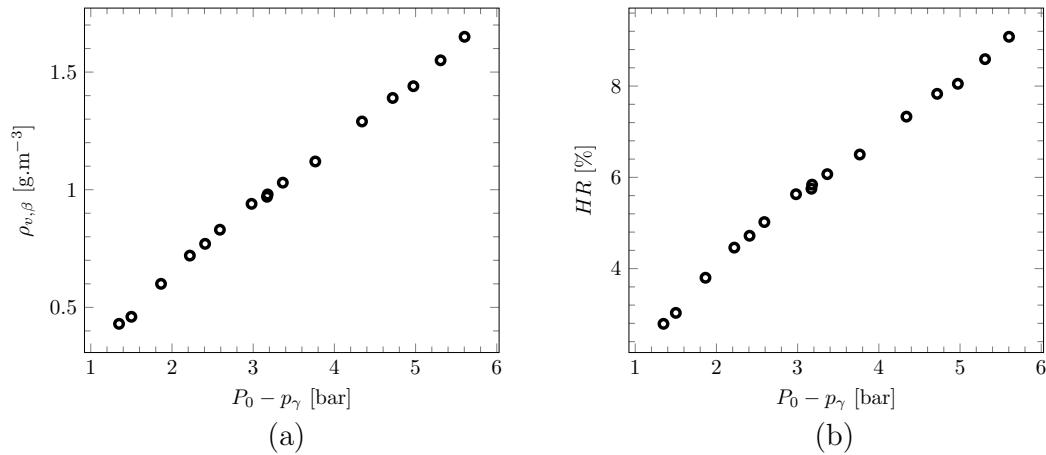 1.5
1
0.5
ρv,β [g.m−3]
1 2 3 4 5 6
P0 − pγ [bar]
(a)
8
6
4
HR [%]
1 2 3 4 5 6
P0 − pγ [bar]
(b)